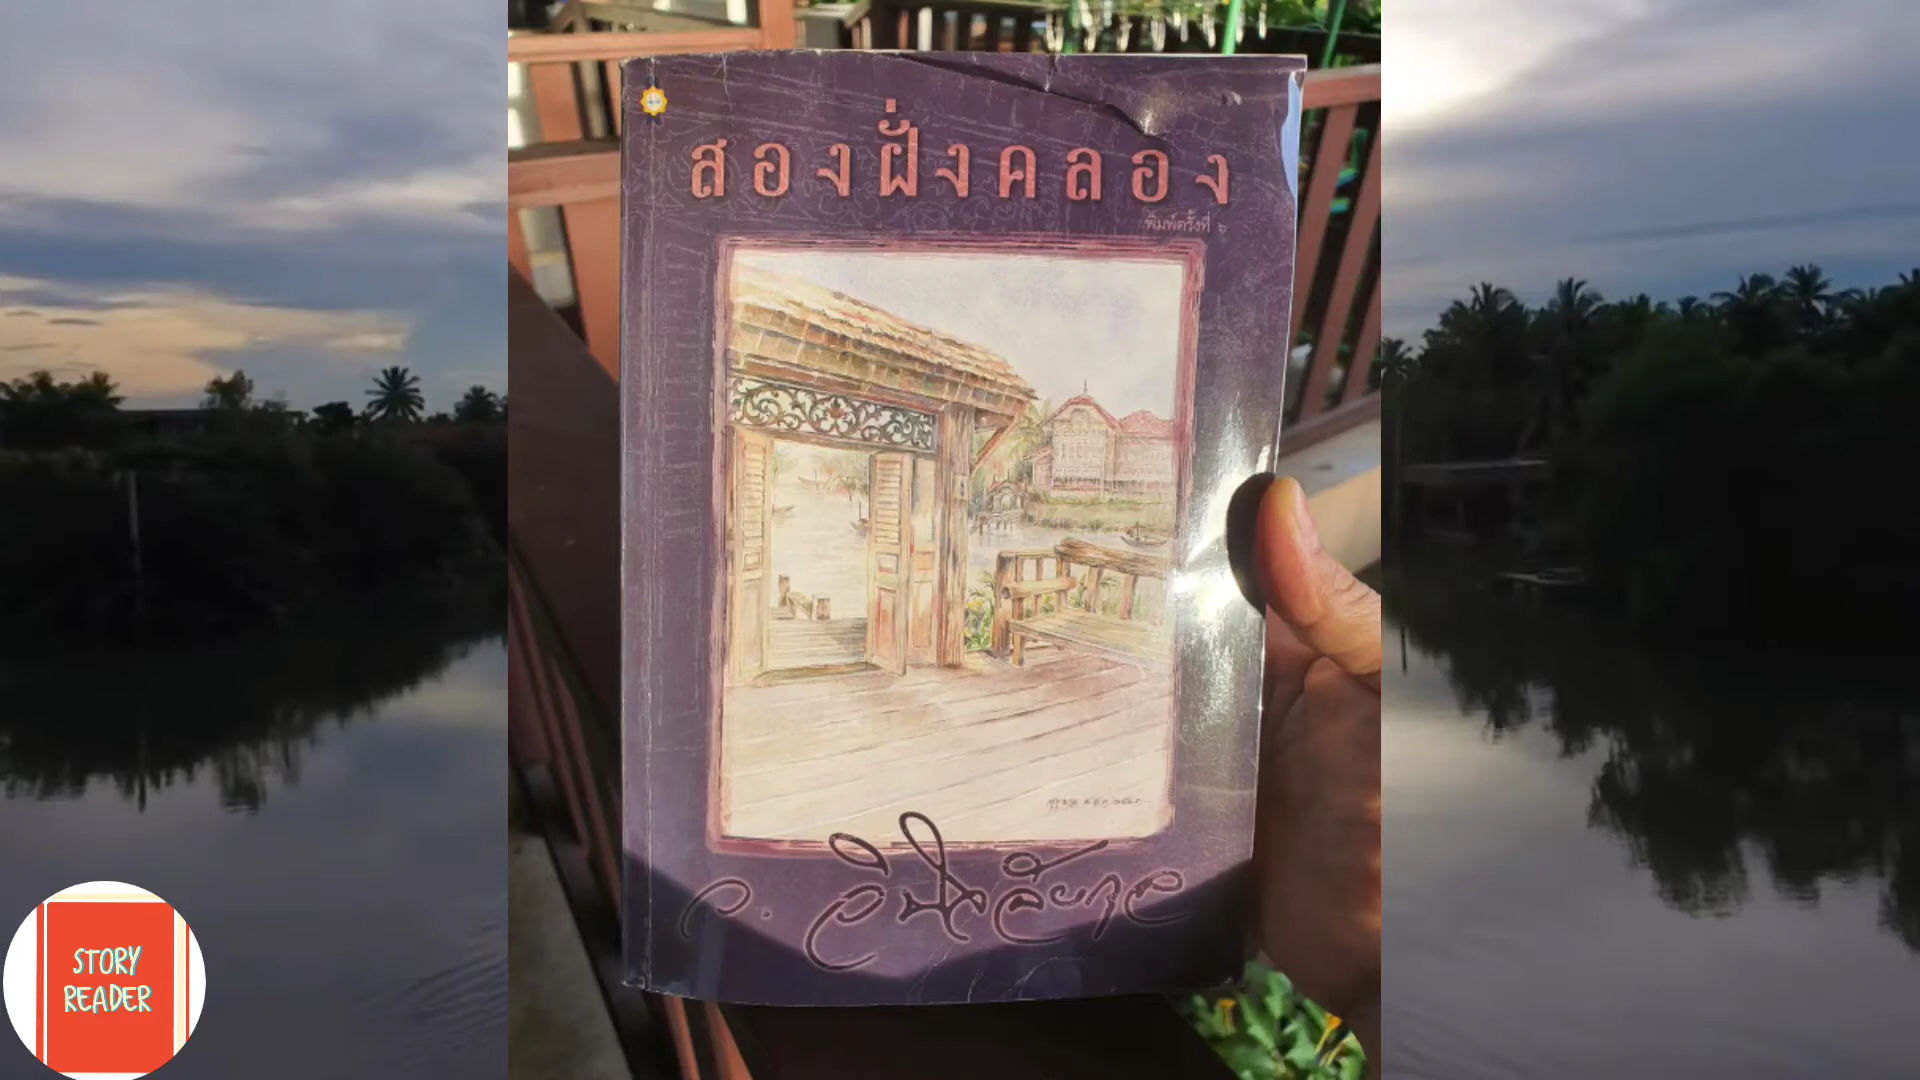 สองฝั่งคลอง
พิมพ์ครั้งที่ ๖
ว. วินิจฉัยกุล
STORY
READER